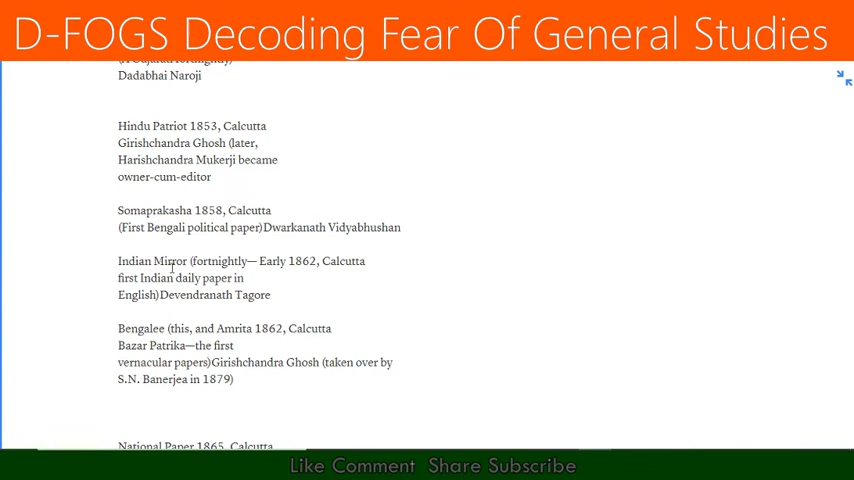 D-FOGS Decoding Fear Of General Studies
Dadabhai Naroji
Hindu Patriot 1853, Calcutta
Girishchandra Ghosh (later,
Harishchandra Mukerji became
owner-cum-editor
Somaprakasha 1858, Calcutta
(First Bengali political paper)Dwarkanath Vidyabhushan
Indian Mirror (fortnightly— Early 1862, Calcutta
first Indian daily paper in
English)Devendranath Tagore
Bengalee (this, and Amrita 1862, Calcutta
Bazar Patrika—the first
vernacular papers)Girishchandra Ghosh (taken over by
S.N. Banerjea in 1879)
National Paper 1865, Calcutta
Like Comment Share Subscribe